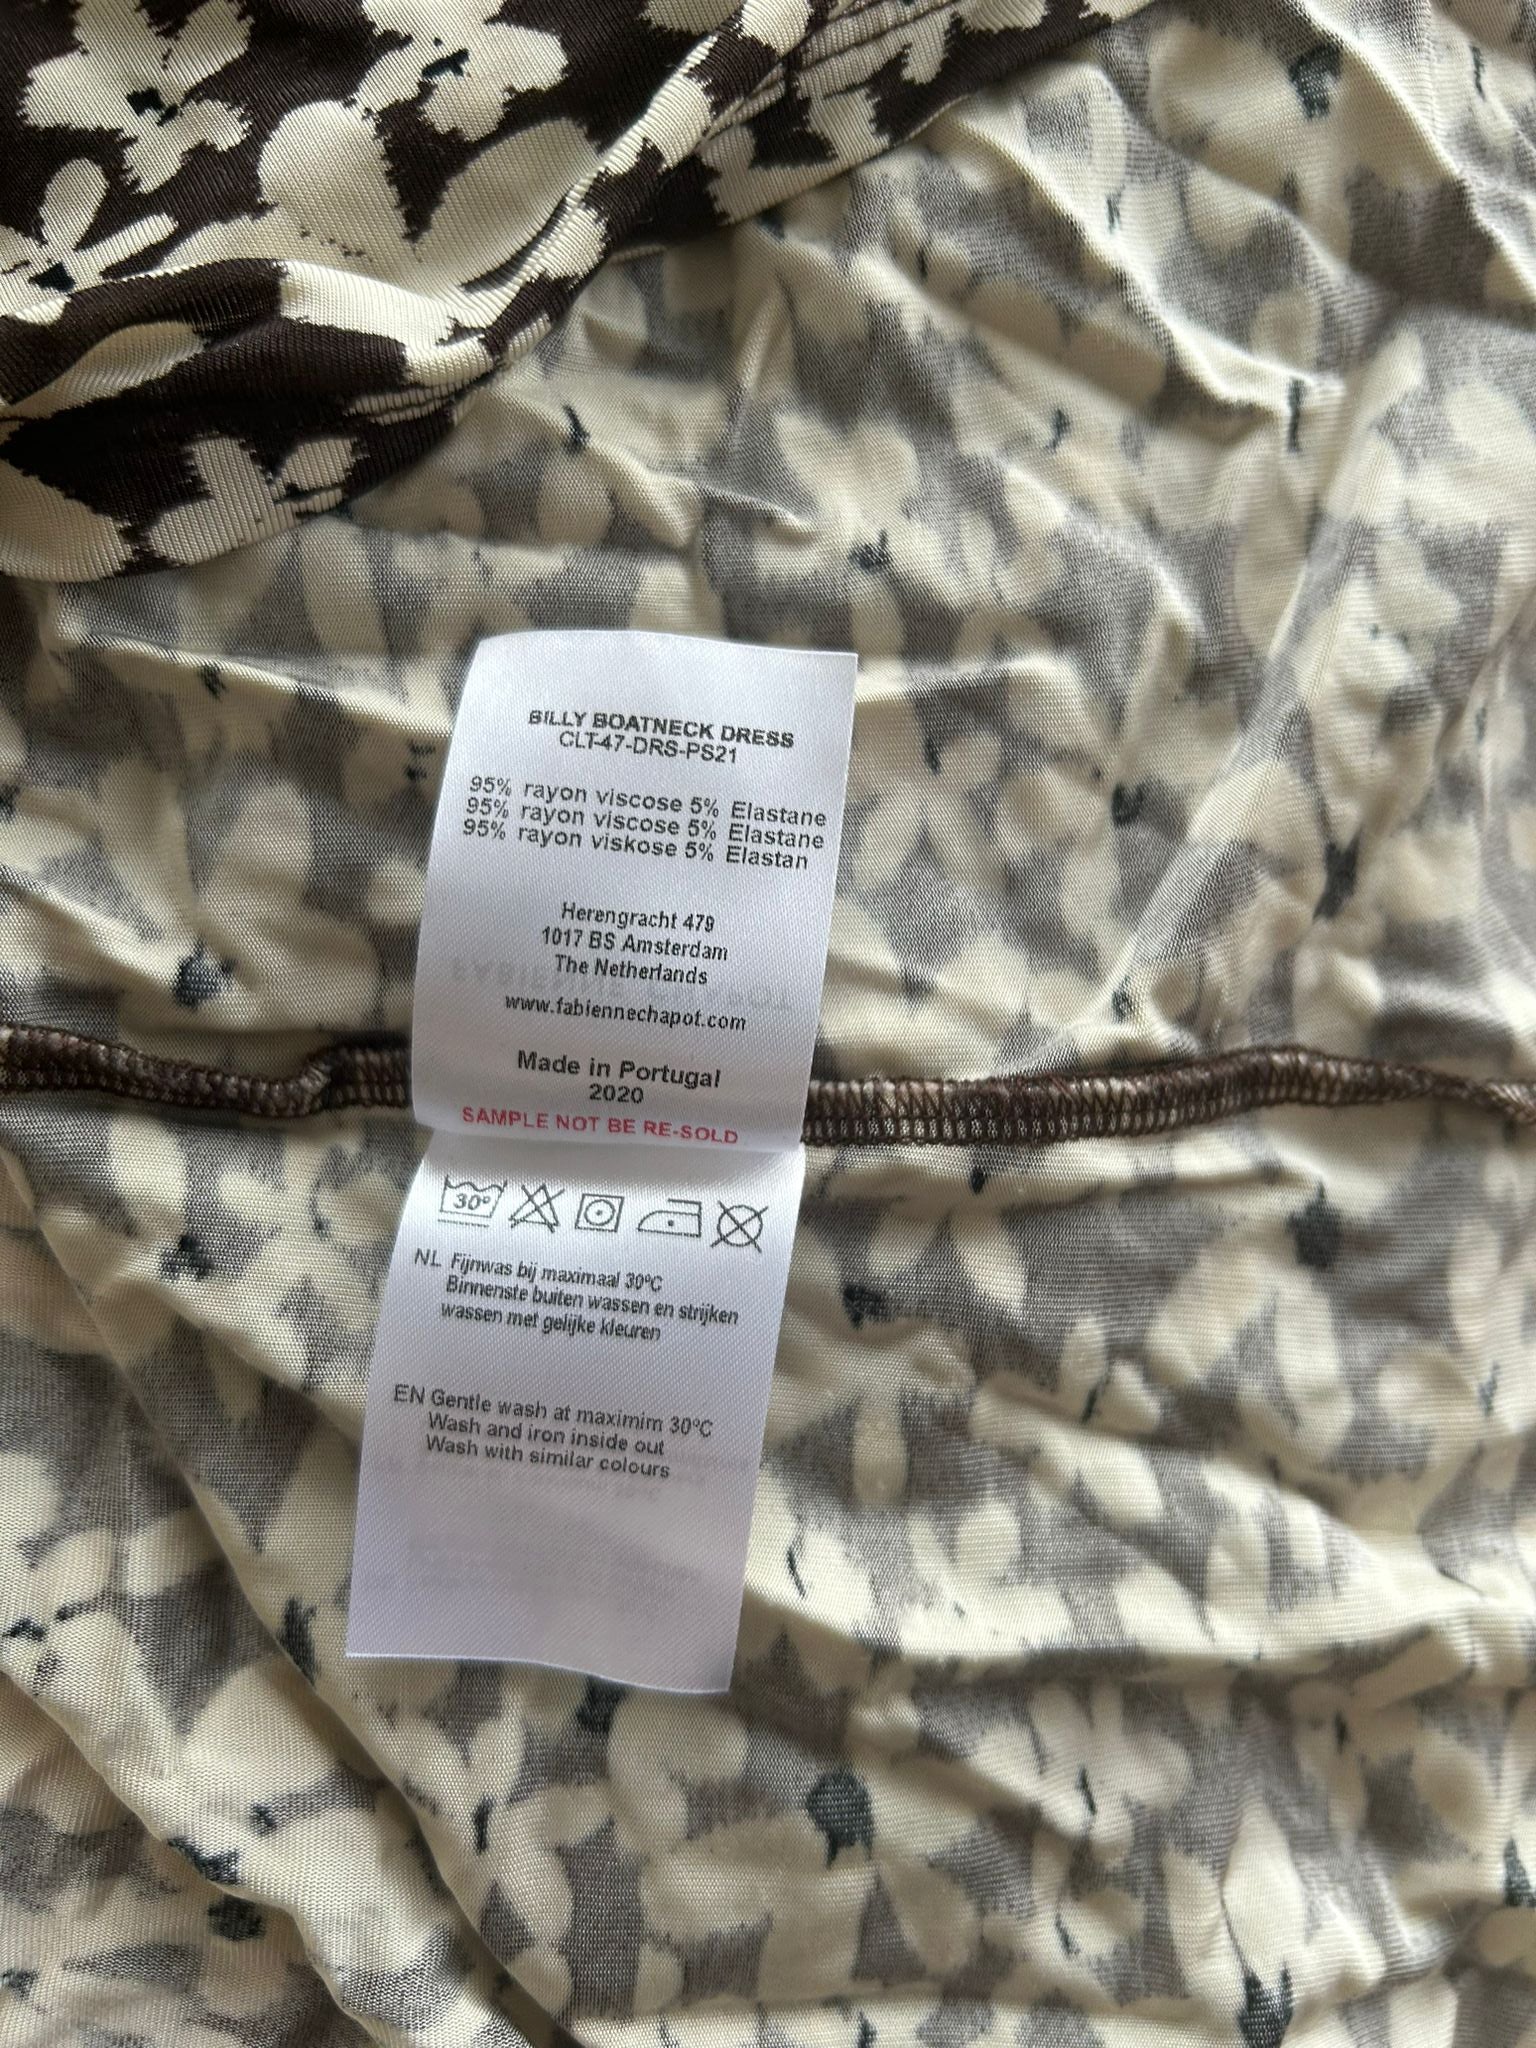 BILLY BOATNECK DRESS
CLT-47-DRS-PS21
95% rayon viscose 5% Elastane
95% rayon viscose 5% Elastane
95% rayon viskose 5% Elastan
Herengracht 479
1017 BS Amsterdam
The Netherlands
www.fabiennechapot.com
Made in Portugal
2020
SAMPLE NOT BE RE-SOLD
30º
NL Fijnwas bij maximaal 30ºC
Binnenste buiten wassen en strijken
wassen met gelijke kleuren
EN Gentle wash at maximim 30ºC
Wash and iron inside out
Wash with similar colours